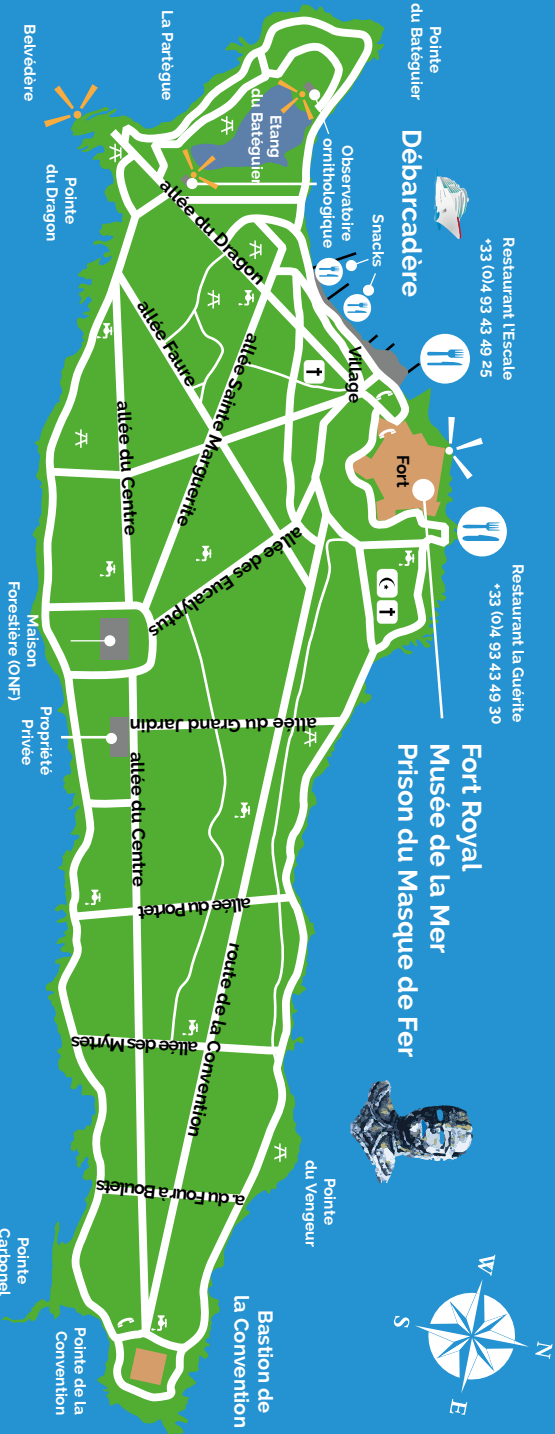 Pointe
du Batéguier
La Partègue
Belvédère
Etang
du Batéguier
Débarcadère
Observatoire
ornithologique
Snacks
Restaurant l'Escale
+33 (0)4 93 43 49 25
Pointe
du Dragon
allée du Dragon
allée Faure
allée Sainte Marguerite
allée du Centre
Village
Fort
allée des Eucalyptus
Restaurant la Guérite
+33 (0)4 93 43 49 30
Maison
Forestière (ONF)
Propriété
Privée
allée du Grand Jardin
allée du Centre
Fort Royal
Musée de la Mer
Prison du Masque de Fer
allée du Portet
route de la Convention
allée des Myrtes
a. du Four à Boulets
Pointe
du Vengeur
Pointe
Carbonel
Pointe de la
Convention
Bastion de
la Convention
N
W
E
S